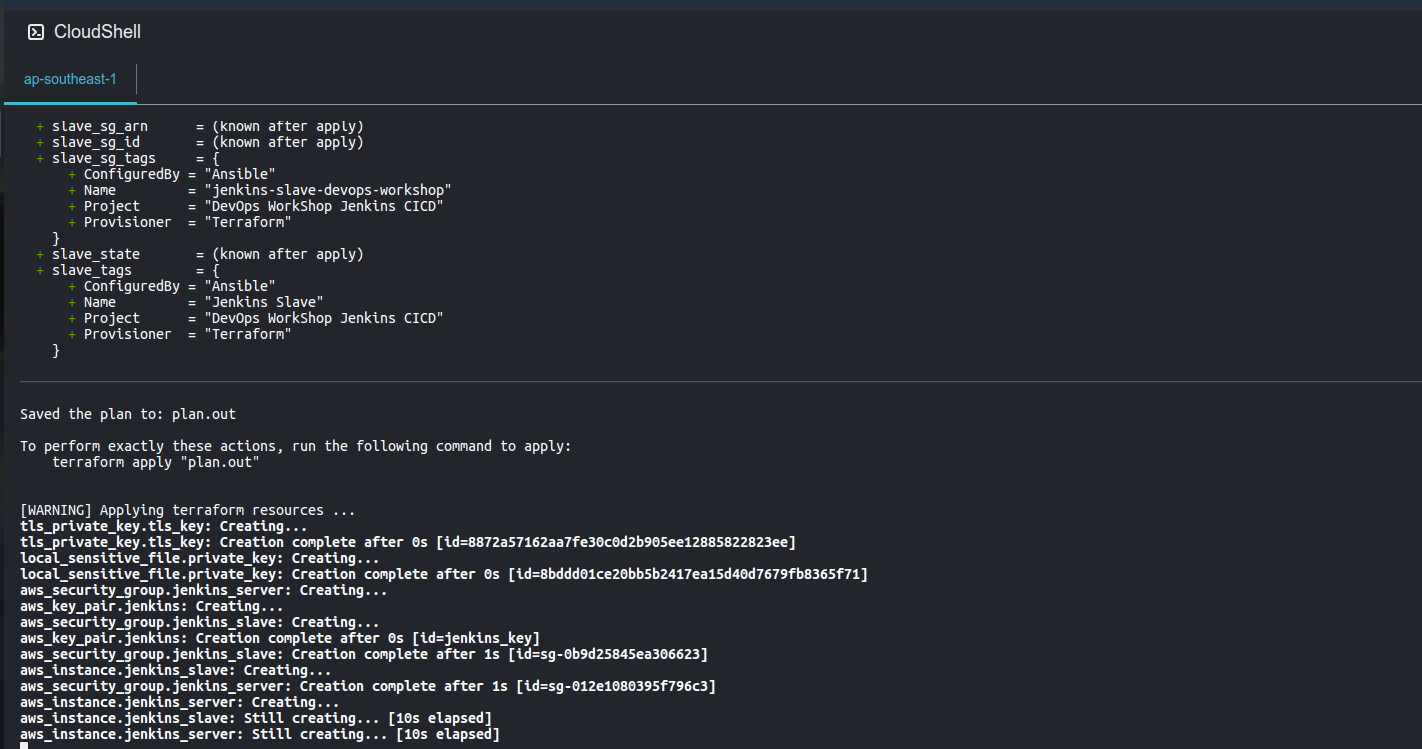 CloudShell
ap-southeast-1
+ slave_sg_arn      = (known after apply)
+ slave_sg_id       = (known after apply)
+ slave_sg_tags     = {
+ ConfiguredBy = "Ansible"
+ Name         = "jenkins-slave-devops-workshop"
+ Project      = "DevOps WorkShop Jenkins CICD"
+ Provisioner  = "Terraform"
}
+ slave_state       = (known after apply)
+ slave_tags        = {
+ ConfiguredBy = "Ansible"
+ Name         = "Jenkins Slave"
+ Project      = "DevOps WorkShop Jenkins CICD"
+ Provisioner  = "Terraform"
}
Saved the plan to: plan.out
To perform exactly these actions, run the following command to apply:
terraform apply "plan.out"
[WARNING] Applying terraform resources ...
tls_private_key.tls_key: Creating...
tls_private_key.tls_key: Creation complete after 0s [id=8872a57162aa7fe30c0d2b905ee12885822823ee]
local_sensitive_file.private_key: Creating...
local_sensitive_file.private_key: Creation complete after 0s [id=8bddd01ce20bb5b2417ea15d40d7679fb8365f71]
aws_security_group.jenkins_server: Creating...
aws_key_pair.jenkins: Creating...
aws_security_group.jenkins_slave: Creating...
aws_key_pair.jenkins: Creation complete after 0s [id=jenkins_key]
aws_security_group.jenkins_slave: Creation complete after 1s [id=sg-0b9d25845ea306623]
aws_instance.jenkins_slave: Creating...
aws_security_group.jenkins_server: Creation complete after 1s [id=sg-012e1080395f796c3]
aws_instance.jenkins_server: Creating...
aws_instance.jenkins_slave: Still creating... [10s elapsed]
aws_instance.jenkins_server: Still creating... [10s elapsed]